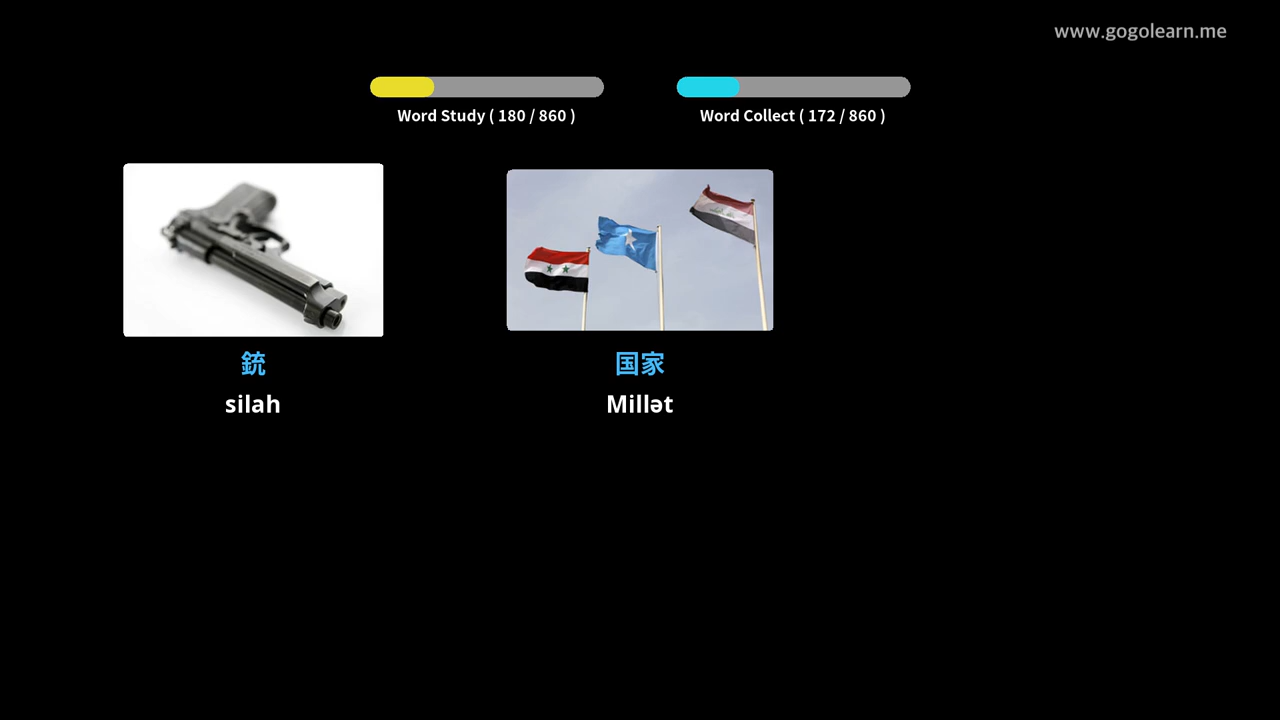 www.gogolearn.me
Word Study ( 180 / 860 )
Word Collect ( 172 / 860 )
銃
silah
国家
Millət